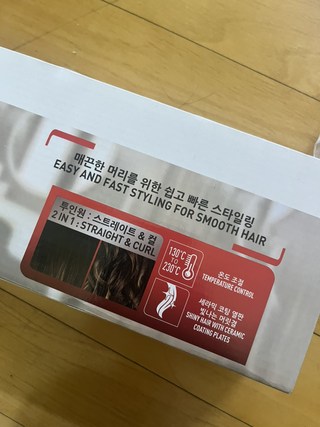 매끈한 머리를 위한 쉽고 빠른 스타일링
EASY AND FAST STYLING FOR SMOOTH HAIR
투인원 : 스트레이트 & 컬
2 IN 1 : STRAIGHT & CURL
130°C
TO
230°C
온도 조절
TEMPERATURE CONTROL
세라믹 코팅 열판
빛나는 머릿결
SHINY HAIR WITH CERAMIC
COATING PLATES